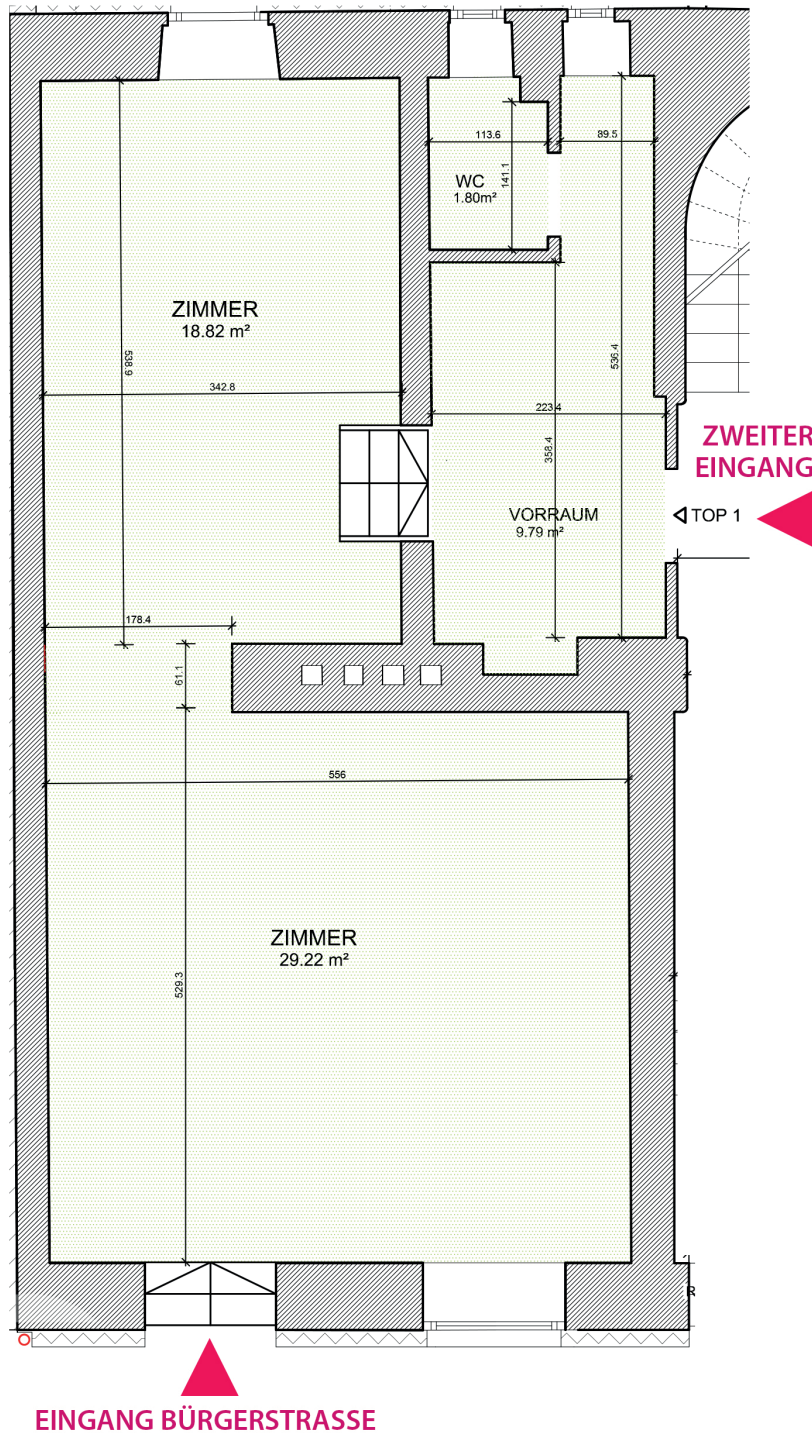 113.6
89.5
WC
1.80m²
141.1
ZIMMER
18.82 m²
538.9
536.4
342.8
223.4
358.4
ZWEITER
EINGANG
VORRAUM
9.79 m²
TOP 1
178.4
61.1
556
ZIMMER
29.22 m²
529.3
R
EINGANG BÜRGERSTRASSE